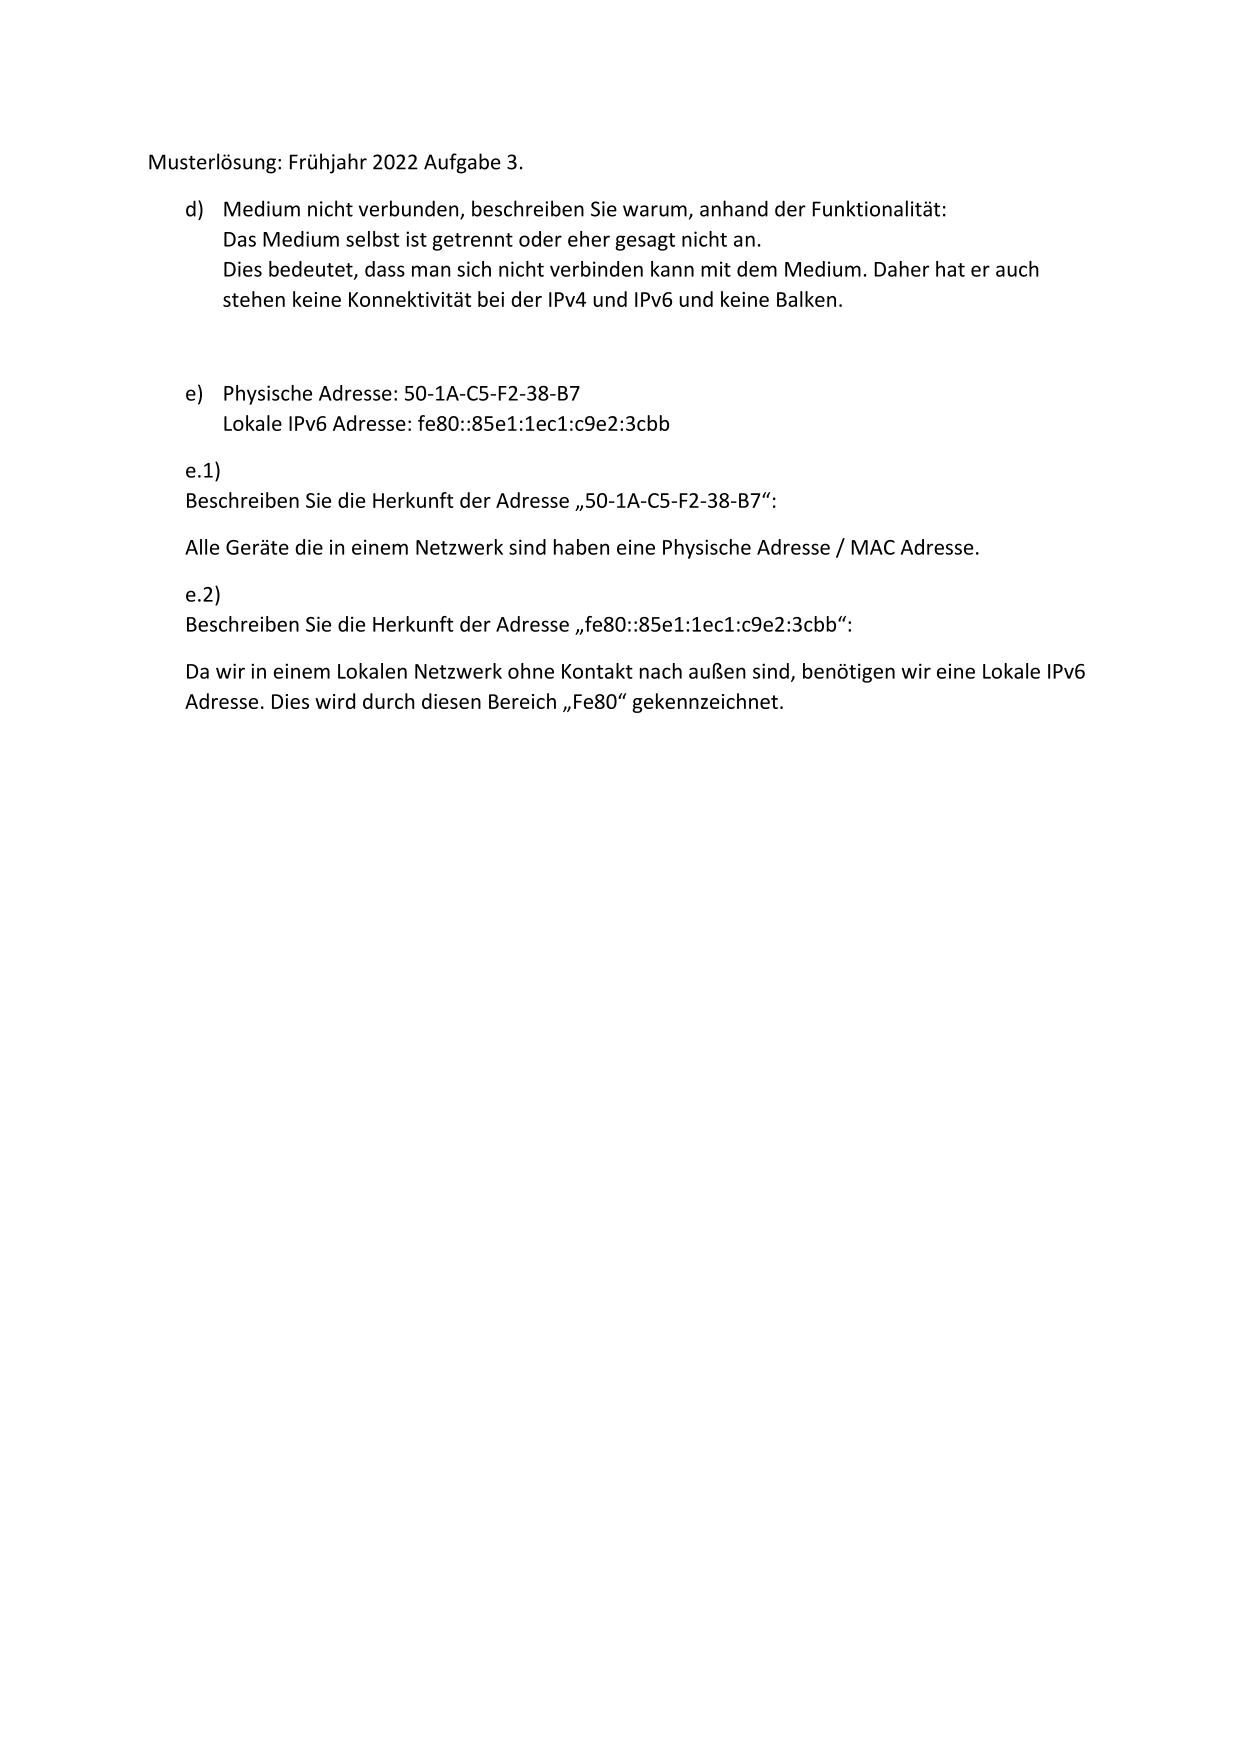 Musterlösung: Frühjahr 2022 Aufgabe 3.
d) Medium nicht verbunden, beschreiben Sie warum, anhand der Funktionalität:
Das Medium selbst ist getrennt oder eher gesagt nicht an.
Dies bedeutet, dass man sich nicht verbinden kann mit dem Medium. Daher hat er auch
stehen keine Konnektivität bei der IPv4 und IPv6 und keine Balken.
e) Physische Adresse: 50-1A-C5-F2-38-B7
Lokale IPv6 Adresse: fe80::85e1:1ec1:c9e2:3cbb
e.1)
Beschreiben Sie die Herkunft der Adresse „50-1A-C5-F2-38-B7“:
Alle Geräte die in einem Netzwerk sind haben eine Physische Adresse / MAC Adresse.
e.2)
Beschreiben Sie die Herkunft der Adresse „fe80::85e1:1ec1:c9e2:3cbb“:
Da wir in einem Lokalen Netzwerk ohne Kontakt nach außen sind, benötigen wir eine Lokale IPv6
Adresse. Dies wird durch diesen Bereich „Fe80“ gekennzeichnet.